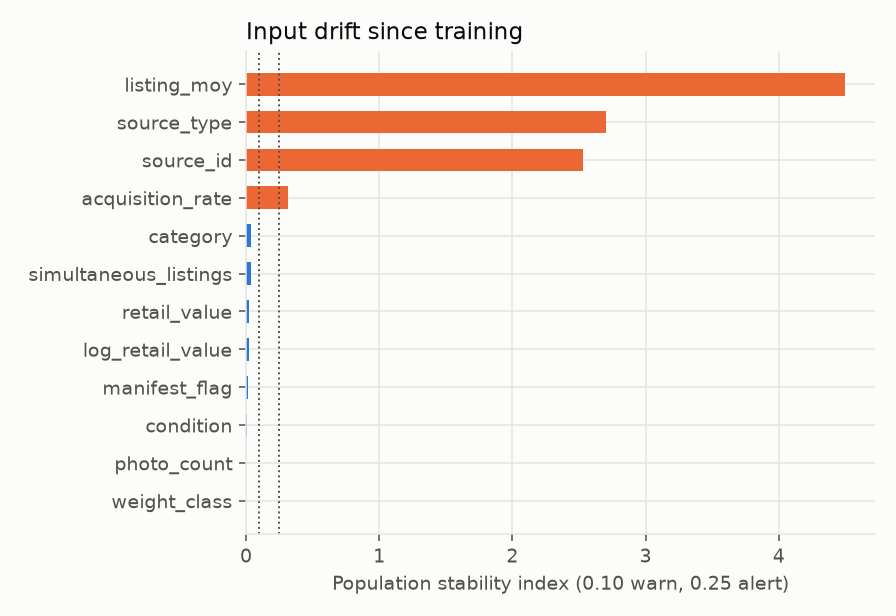 Input drift since training
listing_moy
source_type
source_id
acquisition_rate
category
simultaneous_listings
retail_value
log_retail_value
manifest_flag
condition
photo_count
weight_class
0 1 2 3 4
Population stability index (0.10 warn, 0.25 alert)